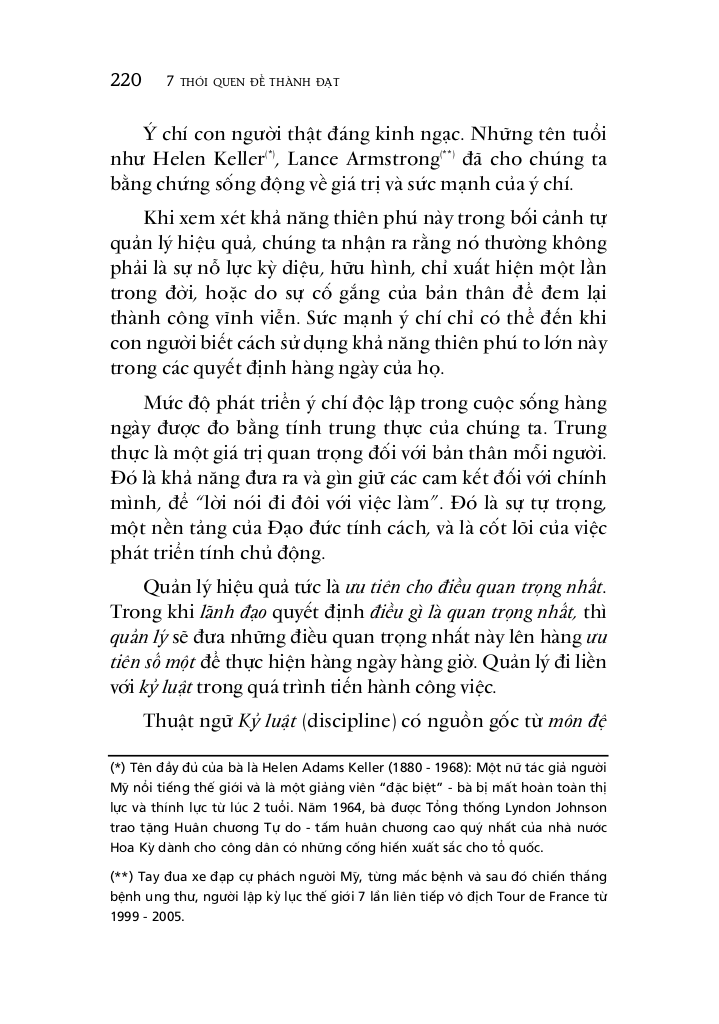 220 7 THÓI QUEN ĐỂ THÀNH ĐẠT
Ý chí con người thật đáng kinh ngạc. Những tên tuổi
như Helen Keller(*), Lance Armstrong(**) đã cho chúng ta
bằng chứng sống động về giá trị và sức mạnh của ý chí.
Khi xem xét khả năng thiên phú này trong bối cảnh tự
quản lý hiệu quả, chúng ta nhận ra rằng nó thường không
phải là sự nỗ lực kỳ diệu, hữu hình, chỉ xuất hiện một lần
trong đời, hoặc do sự cố gắng của bản thân để đem lại
thành công vĩnh viễn. Sức mạnh ý chí chỉ có thể đến khi
con người biết cách sử dụng khả năng thiên phú to lớn này
trong các quyết định hàng ngày của họ.
Mức độ phát triển ý chí độc lập trong cuộc sống hàng
ngày được đo bằng tính trung thực của chúng ta. Trung
thực là một giá trị quan trọng đối với bản thân mỗi người.
Đó là khả năng đưa ra và gìn giữ các cam kết đối với chính
mình, để “lời nói đi đôi với việc làm”. Đó là sự tự trọng,
một nền tảng của Đạo đức tính cách, và là cốt lõi của việc
phát triển tính chủ động.
Quản lý hiệu quả tức là ưu tiên cho điều quan trọng nhất.
Trong khi lãnh đạo quyết định điều gì là quan trọng nhất, thì
quản lý sẽ đưa những điều quan trọng nhất này lên hàng ưu
tiên số một để thực hiện hàng ngày hàng giờ. Quản lý đi liền
với kỷ luật trong quá trình tiến hành công việc.
Thuật ngữ Kỷ luật (discipline) có nguồn gốc từ môn đệ
(*) Tên đầy đủ của bà là Helen Adams Keller (1880 - 1968): Một nữ tác giả người
Mỹ nổi tiếng thế giới và là một giảng viên “đặc biệt” - bà bị mất hoàn toàn thị
lực và thính lực từ lúc 2 tuổi. Năm 1964, bà được Tổng thống Lyndon Johnson
trao tặng Huân chương Tự do - tấm huân chương cao quý nhất của nhà nước
Hoa Kỳ dành cho công dân có những cống hiến xuất sắc cho tổ quốc.
(**) Tay đua xe đạp cự phách người Mỹ, từng mắc bệnh và sau đó chiến thắng
bệnh ung thư, người lập kỷ lục thế giới 7 lần liên tiếp vô địch Tour de France từ
1999 - 2005.